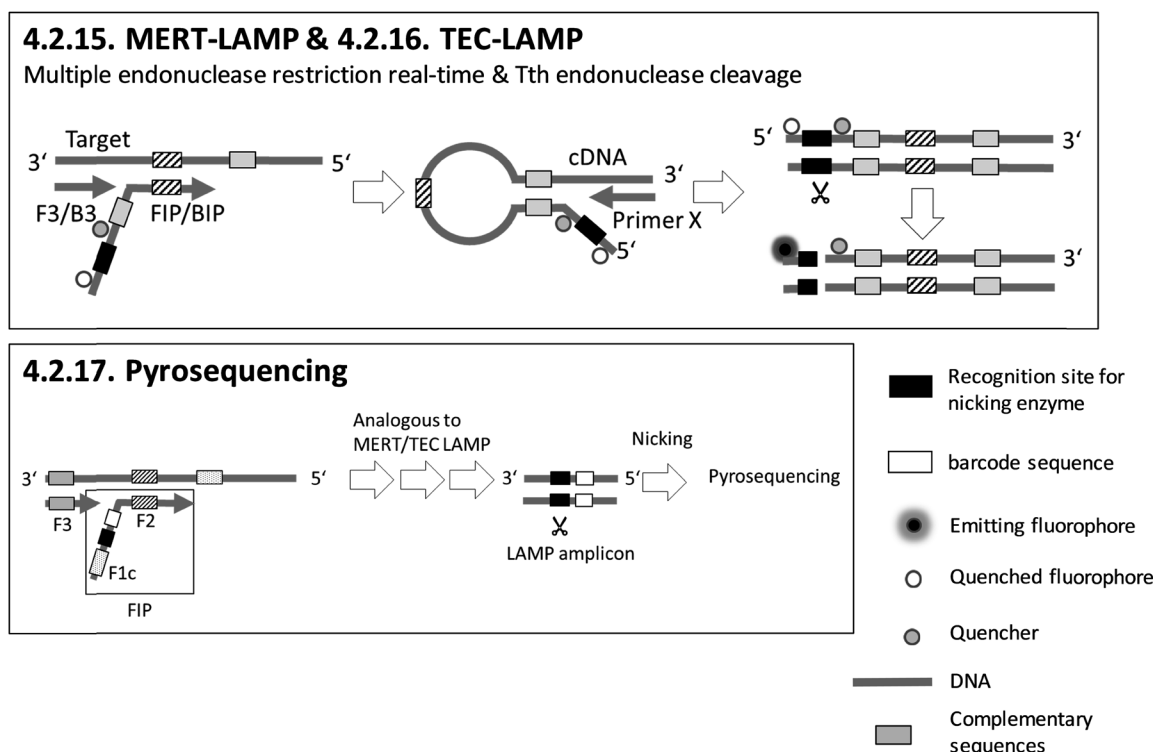 4.2.15. MERT-LAMP & 4.2.16. TEC-LAMP
Multiple endonuclease restriction real-time & Tth endonuclease cleavage
Target
3‘ 5‘
F3/B3 FIP/BIP
cDNA
3‘
Primer X
5‘
5‘ 3‘
3‘
4.2.17. Pyrosequencing
Analogous to
MERT/TEC LAMP
Nicking
3‘ 5‘
3‘ 5‘
Pyrosequencing
F3
F2
F1c
LAMP amplicon
FIP
Recognition site for
nicking enzyme
barcode sequence
Emitting fluorophore
Quenched fluorophore
Quencher
DNA
Complementary
sequences